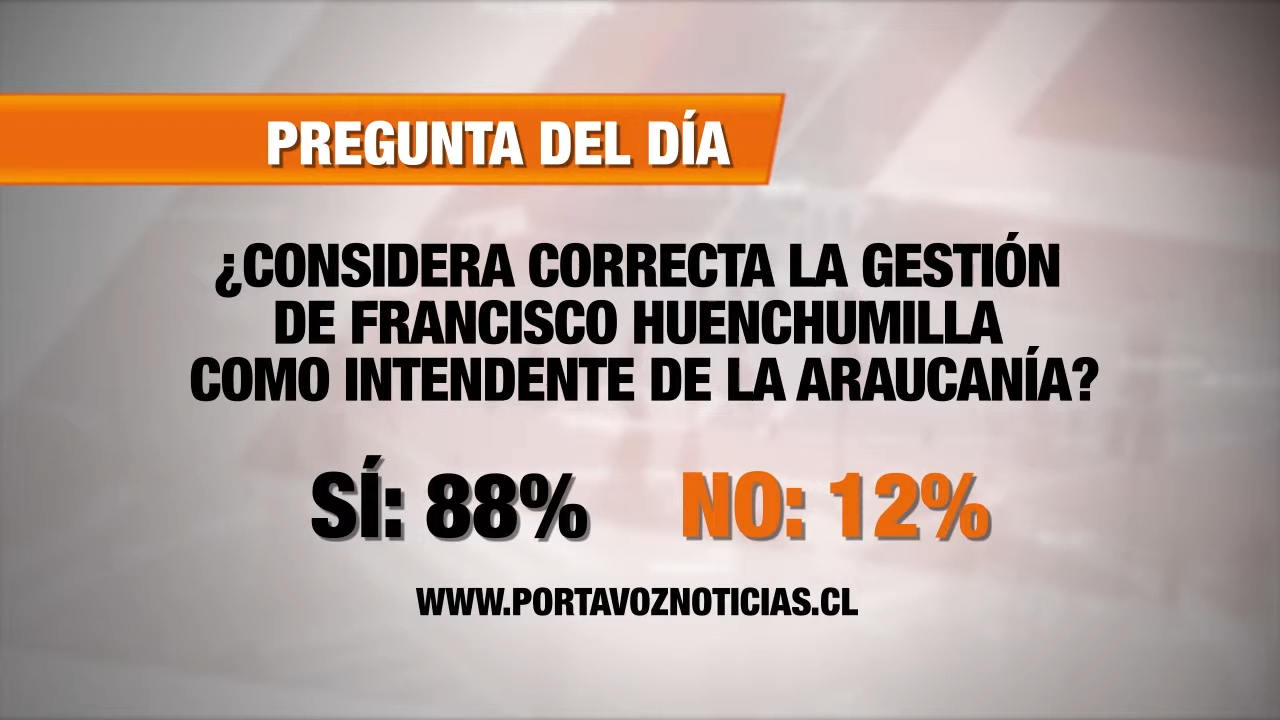 PREGUNTA DEL DÍA
¿CONSIDERA CORRECTA LA GESTIÓN
DE FRANCISCO HUENCHUMILLA
COMO INTENDENTE DE LA ARAUCANÍA?
SÍ: 88% NO: 12%
WWW.PORTAVOZNOTICIAS.CL